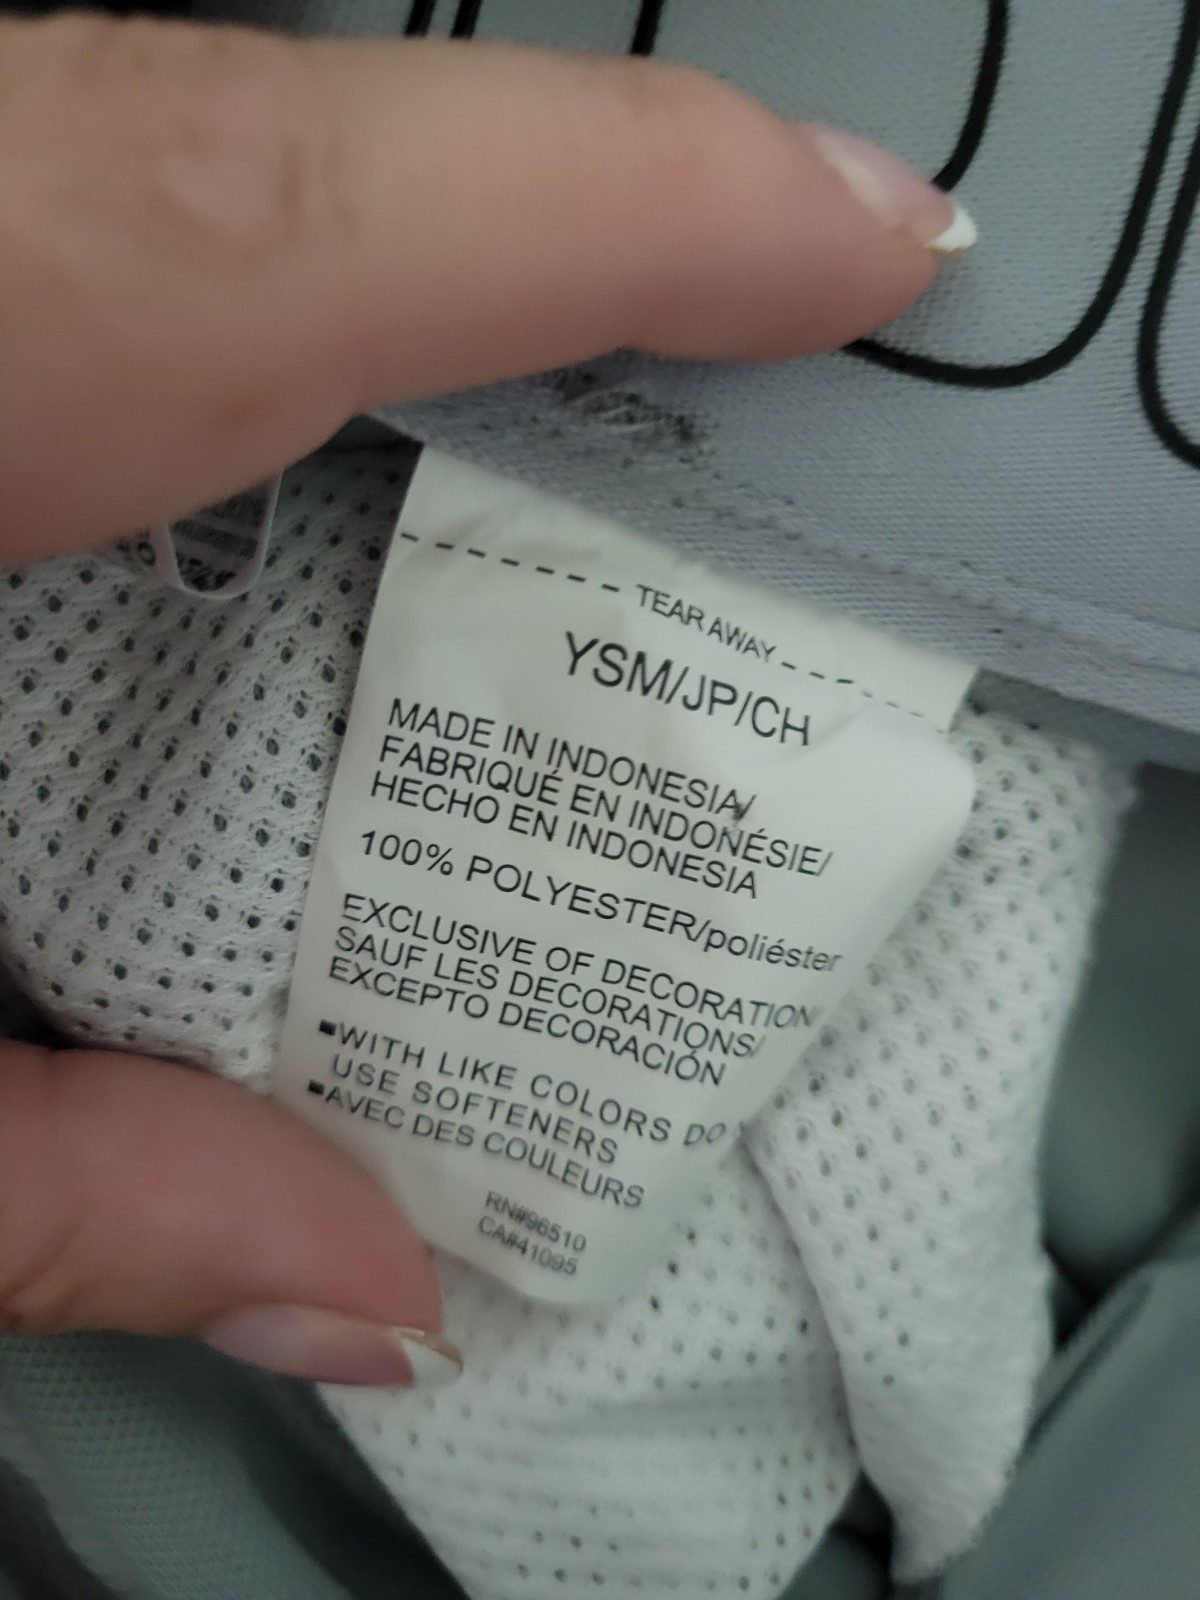 TEAR AWAY
YSM/JP/CH
MADE IN INDONESIA/
FABRIQUÉ EN INDONÉSIE/
HECHO EN INDONESIA
100% POLYESTER/poliéster
EXCLUSIVE OF DECORATION/
SAUF LES DECORATIONS/
EXCEPTO DECORACIÓN
■WITH LIKE COLORS DO
USE SOFTENERS
■AVEC DES COULEURS
RN#96510
CA#41095